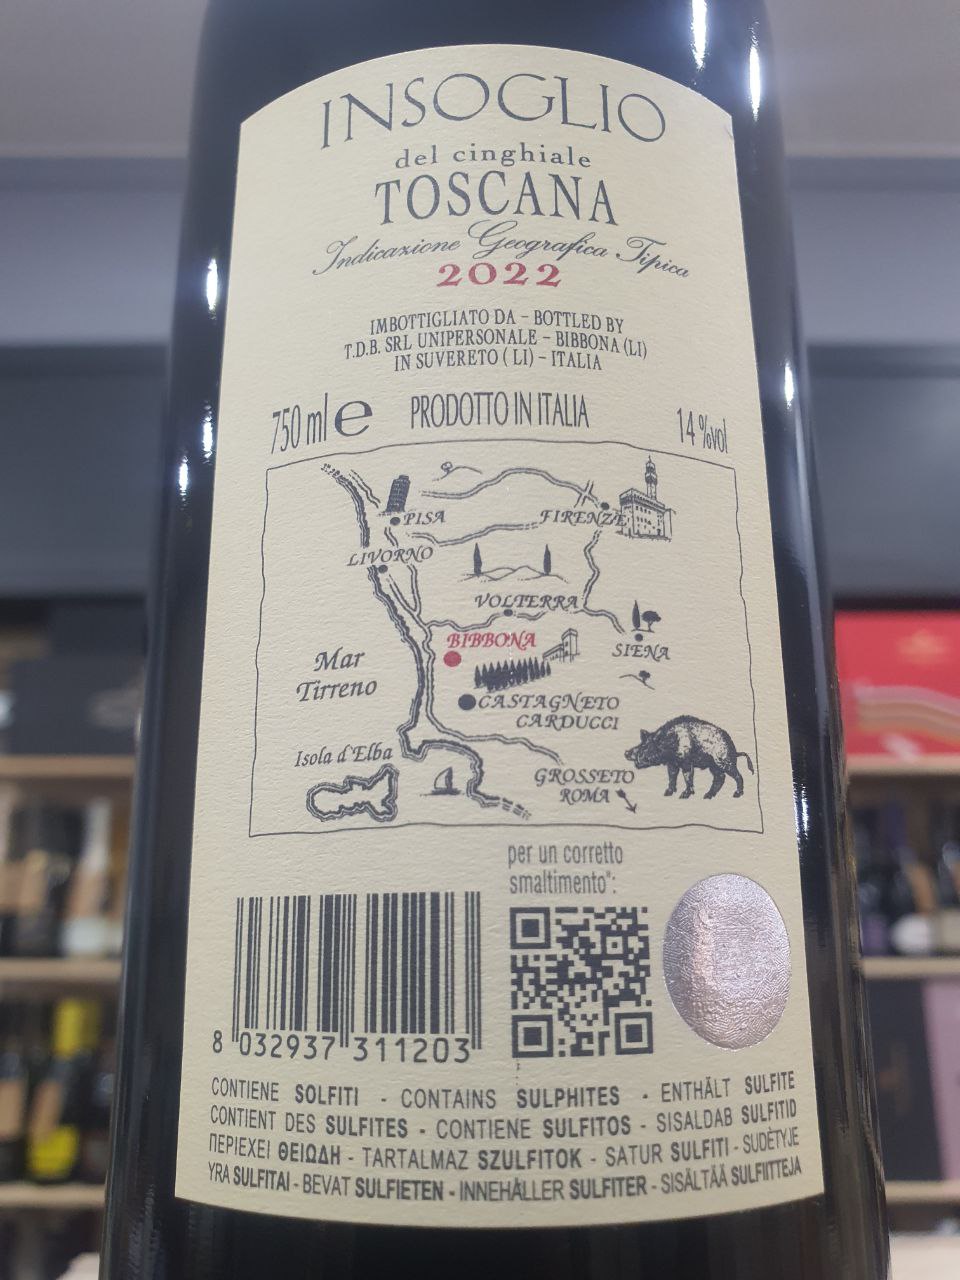 INSOGLIO
del cinghiale
TOSCANA
Indicazione Geografica Tipica
2022
IMBOTTIGLIATO DA - BOTTLED BY
T.D.B. SRL UNIPERSONALE - BIBBONA (LI)
IN SUVERETO ( LI) - ITALIA
750 ml e PRODOTTO IN ITALIA 14 %vol
PISA
FIRENZE
LIVORNO
VOLTERRA
BIBBONA
SIENA
Mar
Tirreno
CASTAGNETO
CARDUCCI
Isola d'Elba
GROSSETO
ROMA
per un corretto
smaltimento*:
8 032937 311203
CONTIENE SOLFITI - CONTAINS SULPHITES - ENTHÄLT SULFITE
CONTIENT DES SULFITES - CONTIENE SULFITOS - SISALDAB SULFITID
ΠΕΡΙΕΧΕΙ ΘΕΙΩΔΗ - TARTALMAZ SZULFITOK - SATUR SULFITI - SUDĖTYJE
YRA SULFITAI - BEVAT SULFIETEN - INNEHÅLLER SULFITER - SISÄLTÄÄ SULFIITTEJA